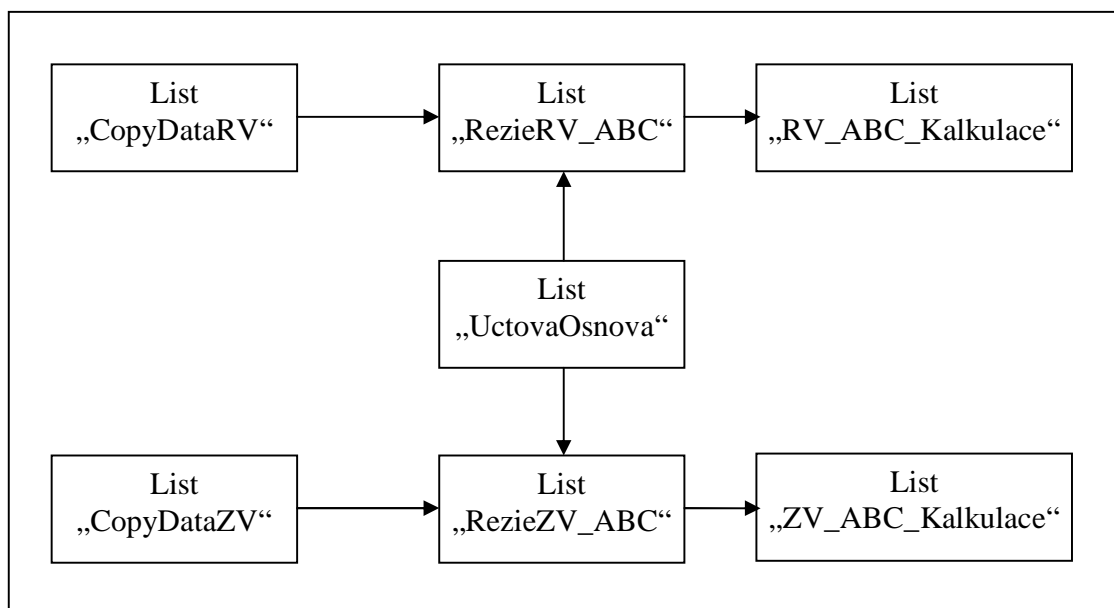 List
„CopyDataRV“
List
„RezieRV_ABC“
List
„RV_ABC_Kalkulace“
List
„UctovaOsnova“
List
„CopyDataZV“
List
„RezieZV_ABC“
List
„ZV_ABC_Kalkulace“